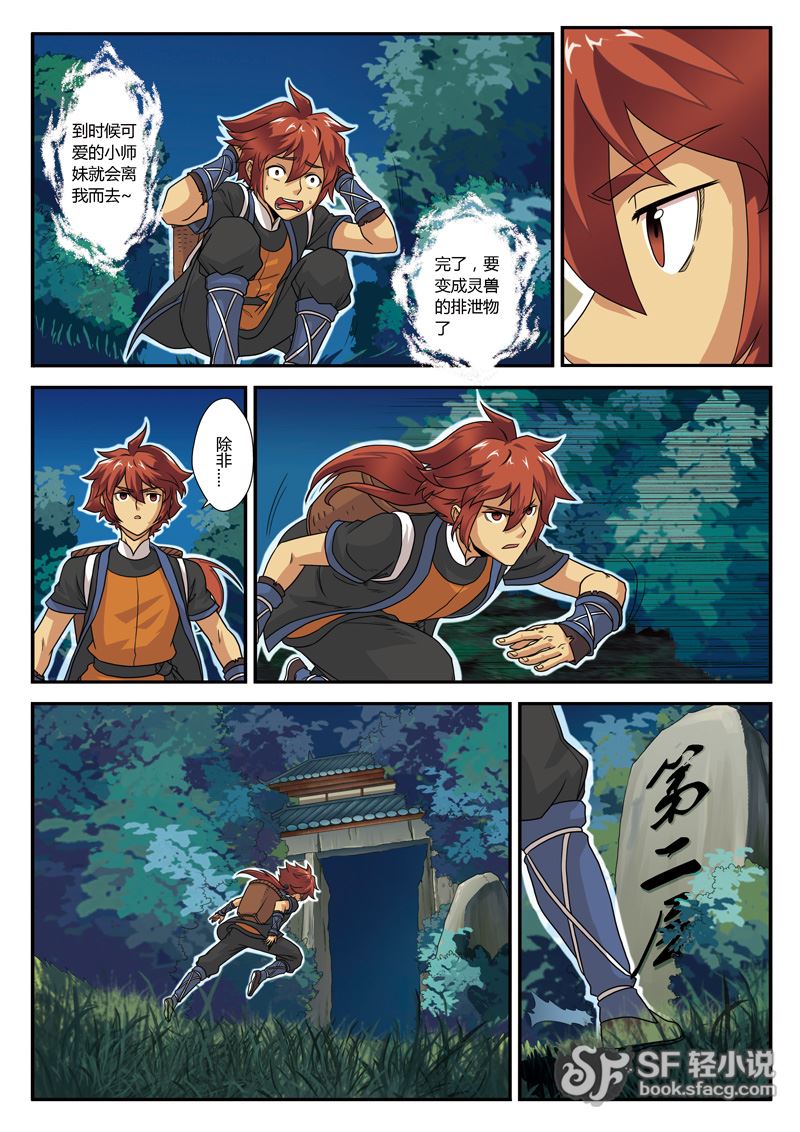 到时候可
爱的小师
妹就会离
我而去~
完了，要
变成灵兽
的排泄物
了
除非……
第二层
SF 轻小说
book.sfacg.com